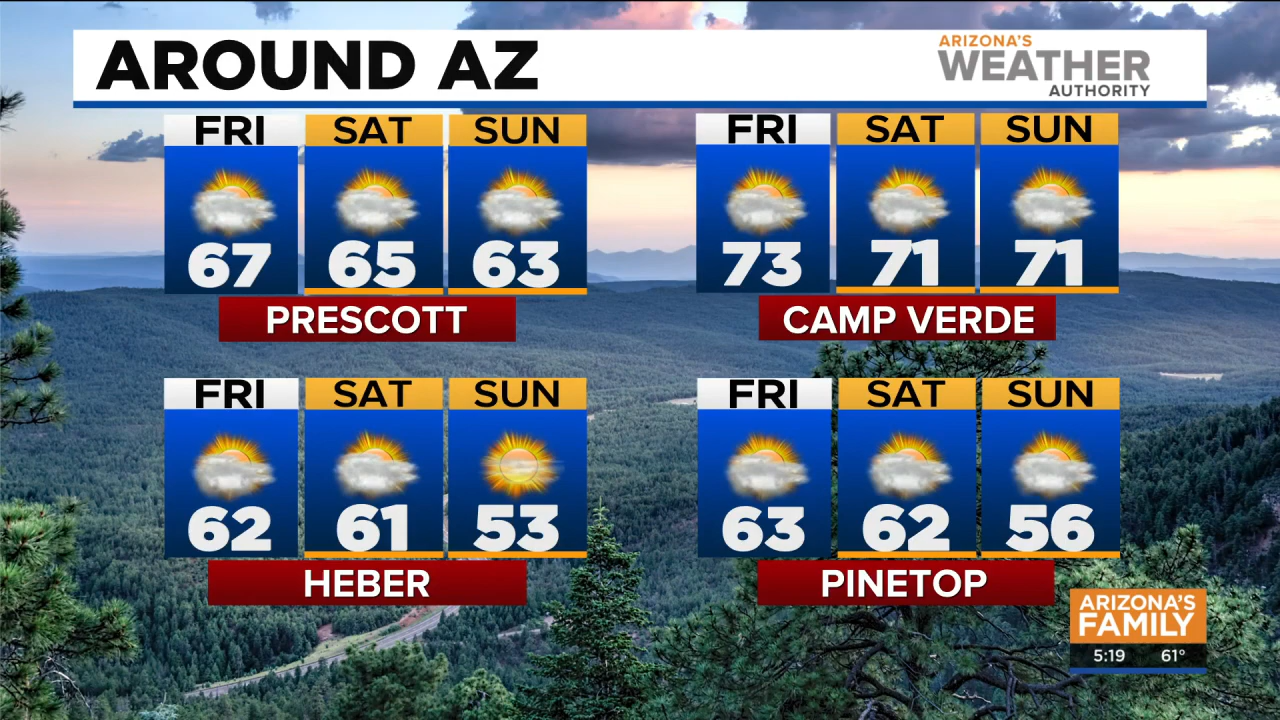 AROUND AZ
ARIZONA'S
WEATHER
AUTHORITY
FRI SAT SUN
67 65 63
PRESCOTT
FRI SAT SUN
73 71 71
CAMP VERDE
FRI SAT SUN
62 61 53
HEBER
FRI SAT SUN
63 62 56
PINETOP
ARIZONA'S
FAMILY
5:19 61°